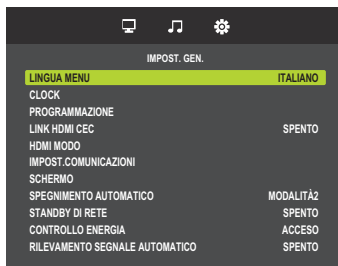 IMPOST. GEN.
LINGUA MENU ITALIANO
CLOCK
PROGRAMMAZIONE
LINK HDMI CEC SPENTO
HDMI MODO
IMPOST.COMUNICAZIONI
SCHERMO
SPEGNIMENTO AUTOMATICO MODALITÀ2
STANDBY DI RETE SPENTO
CONTROLLO ENERGIA ACCESO
RILEVAMENTO SEGNALE AUTOMATICO SPENTO